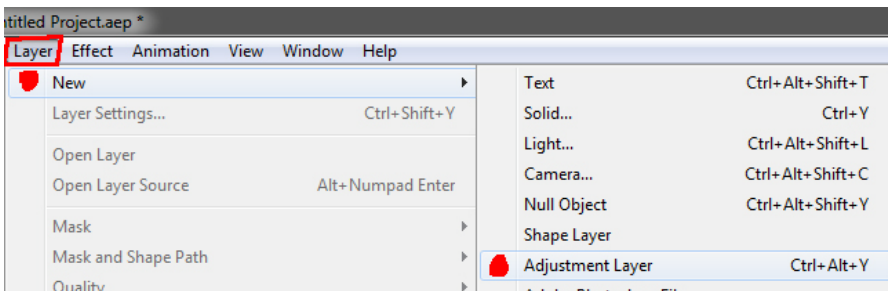 ntitled Project.aep *
Layer Effect Animation View Window Help
New
Layer Settings... Ctrl+Shift+Y
Open Layer
Open Layer Source Alt+Numpad Enter
Mask
Mask and Shape Path
Quality
Text Ctrl+Alt+Shift+T
Solid... Ctrl+Y
Light... Ctrl+Alt+Shift+L
Camera... Ctrl+Alt+Shift+C
Null Object Ctrl+Alt+Shift+Y
Shape Layer
Adjustment Layer Ctrl+Alt+Y